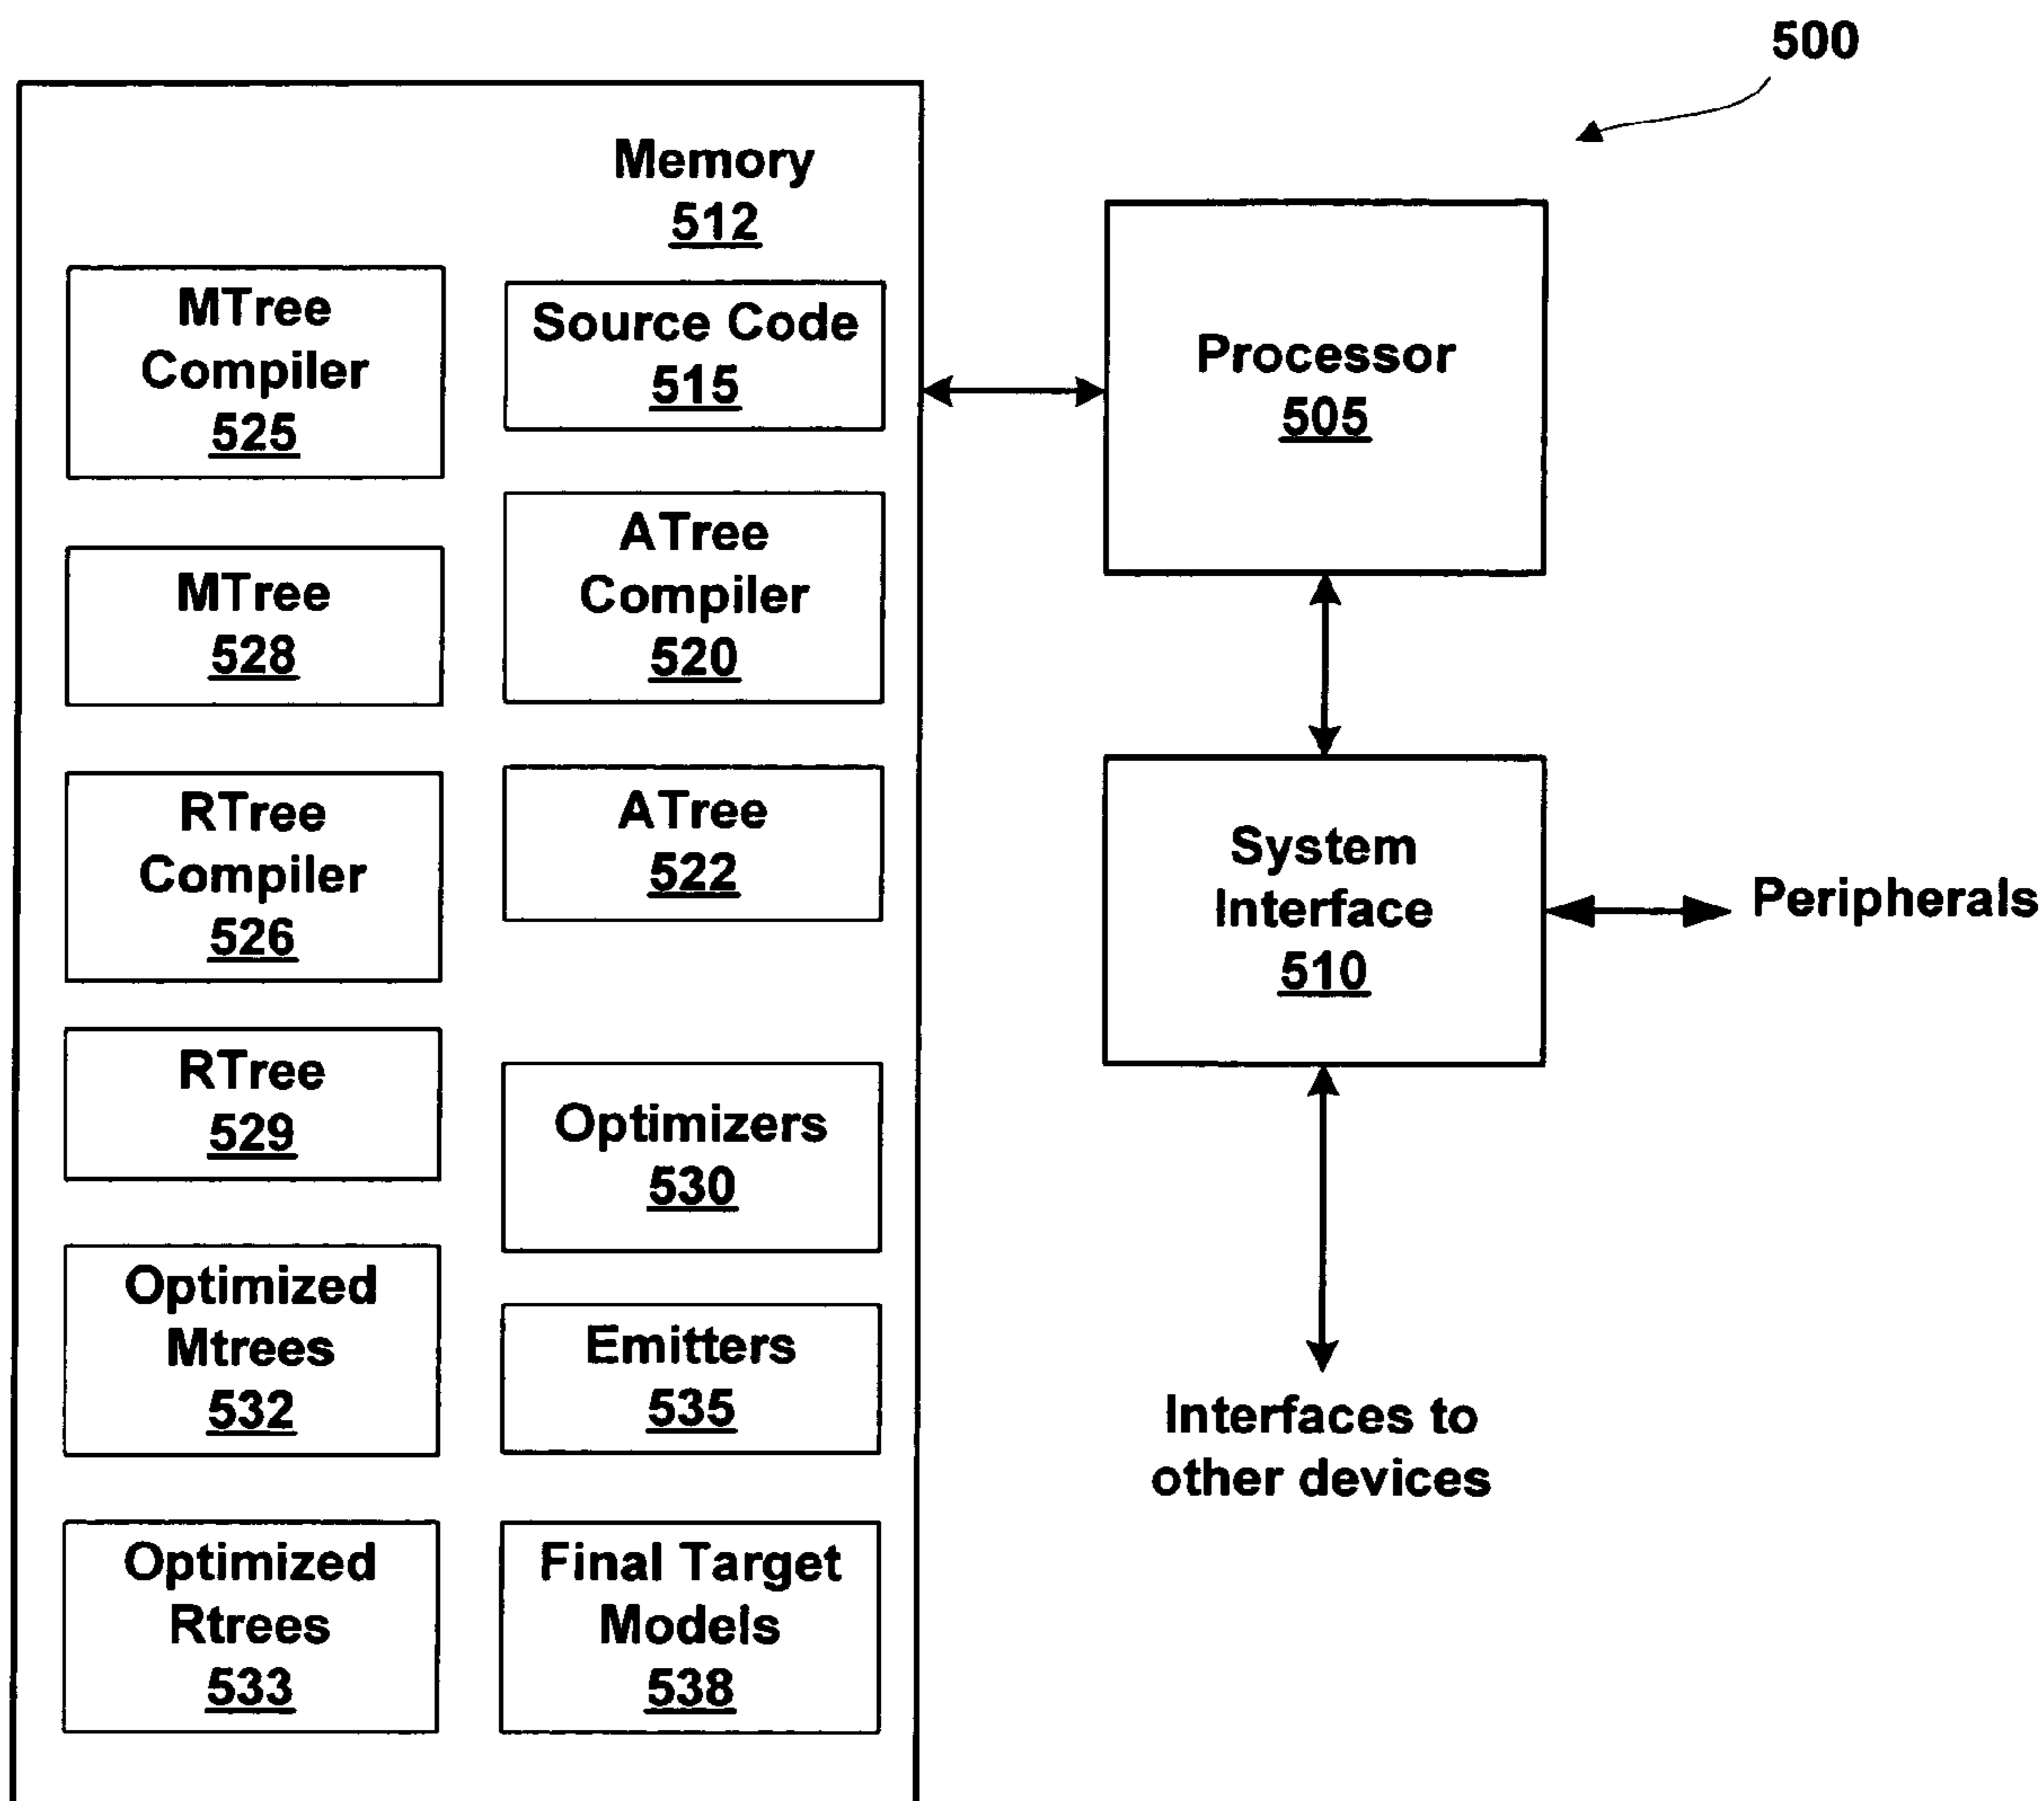 500
Memory
512
MTree
Compiler
525
Source Code
515
Processor
505
ATree
Compiler
520
MTree
528
RTree
Compiler
526
ATree
522
System
Interface
510
Peripherals
RTree
529
Optimizers
530
Optimized
Mtrees
532
Emitters
535
Interfaces to
other devices
Optimized
Rtrees
533
Final Target
Models
538